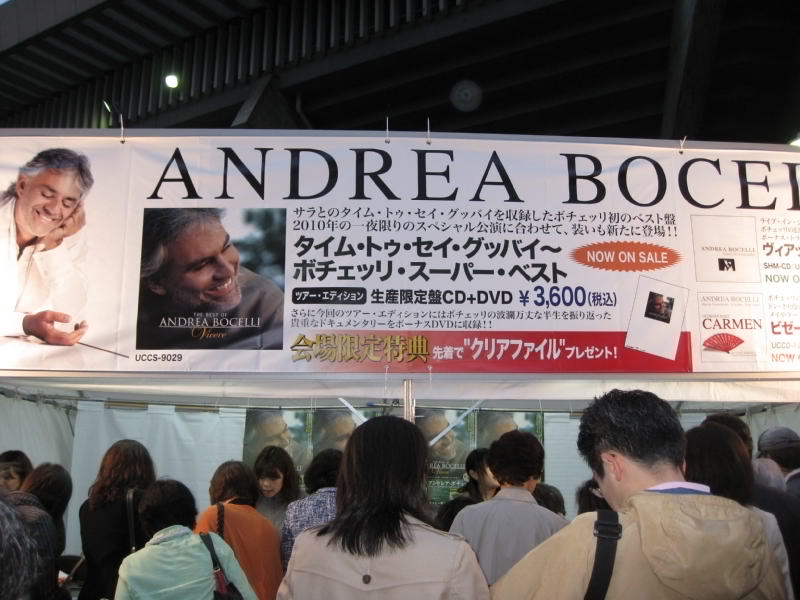 ANDREA BOCEL
サラとのタイム・トゥ・セイ・グッバイを収録したボチェッリ初のベスト盤
2010年の一夜限りのスペシャル公演に合わせて、装いも新たに登場!!
タイム・トゥ・セイ・グッバイ〜
ボチェッリ・スーパー・ベスト
NOW ON SALE
ツアー・エディション 生産限定盤CD+DVD ¥3,600(税込)
さらに今回のツアー・エディションにはボチェッリの波瀾万丈な半生を振り返った
貴重なドキュメンタリーをボーナスDVDに収録!!
会場限定特典 先着で"クリアファイル"プレゼント!
THE BEST OF
ANDREA BOCELLI
Vivere
UCCS-9029
ANDREA BOCELLI
ライブ・イン・
ヴィア
SHM-CD
NOW O
CARMEN
ビゼー
UCCS
NOW